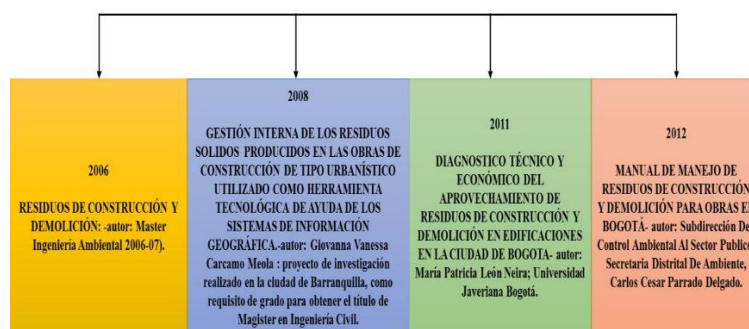 2006
RESIDUOS DE CONSTRUCCIÓN Y
DEMOLICIÓN: -autor: Master
Ingeniería Ambiental 2006-07).
2008
GESTIÓN INTERNA DE LOS RESIDUOS
SOLIDOS PRODUCIDOS EN LAS OBRAS DE
CONSTRUCCIÓN DE TIPO URBANÍSTICO
UTILIZADO COMO HERRAMIENTA
TECNOLÓGICA DE AYUDA DE LOS
SISTEMAS DE INFORMACIÓN
GEOGRÁFICA.-autor: Giovanna Vanessa
Carcamo Meola : proyecto de investigación
realizado en la ciudad de Barranquilla, como
requisito de grado para obtener el título de
Magister en Ingeniería Civil.
2011
DIAGNOSTICO TÉCNICO Y
ECONÓMICO DEL
APROVECHAMIENTO DE
RESIDUOS DE CONSTRUCCIÓN Y
DEMOLICIÓN EN EDIFICACIONES
EN LA CIUDAD DE BOGOTA- autor:
María Patricia León Neira; Universidad
Javeriana Bogotá.
2012
MANUAL DE MANEJO DE
RESIDUOS DE CONSTRUCCIÓN
Y DEMOLICIÓN PARA OBRAS E
BOGOTÁ- autor: Subdirección De
Control Ambiental Al Sector Publico
Secretaria Distrital De Ambiente,
Carlos Cesar Parrado Delgado.